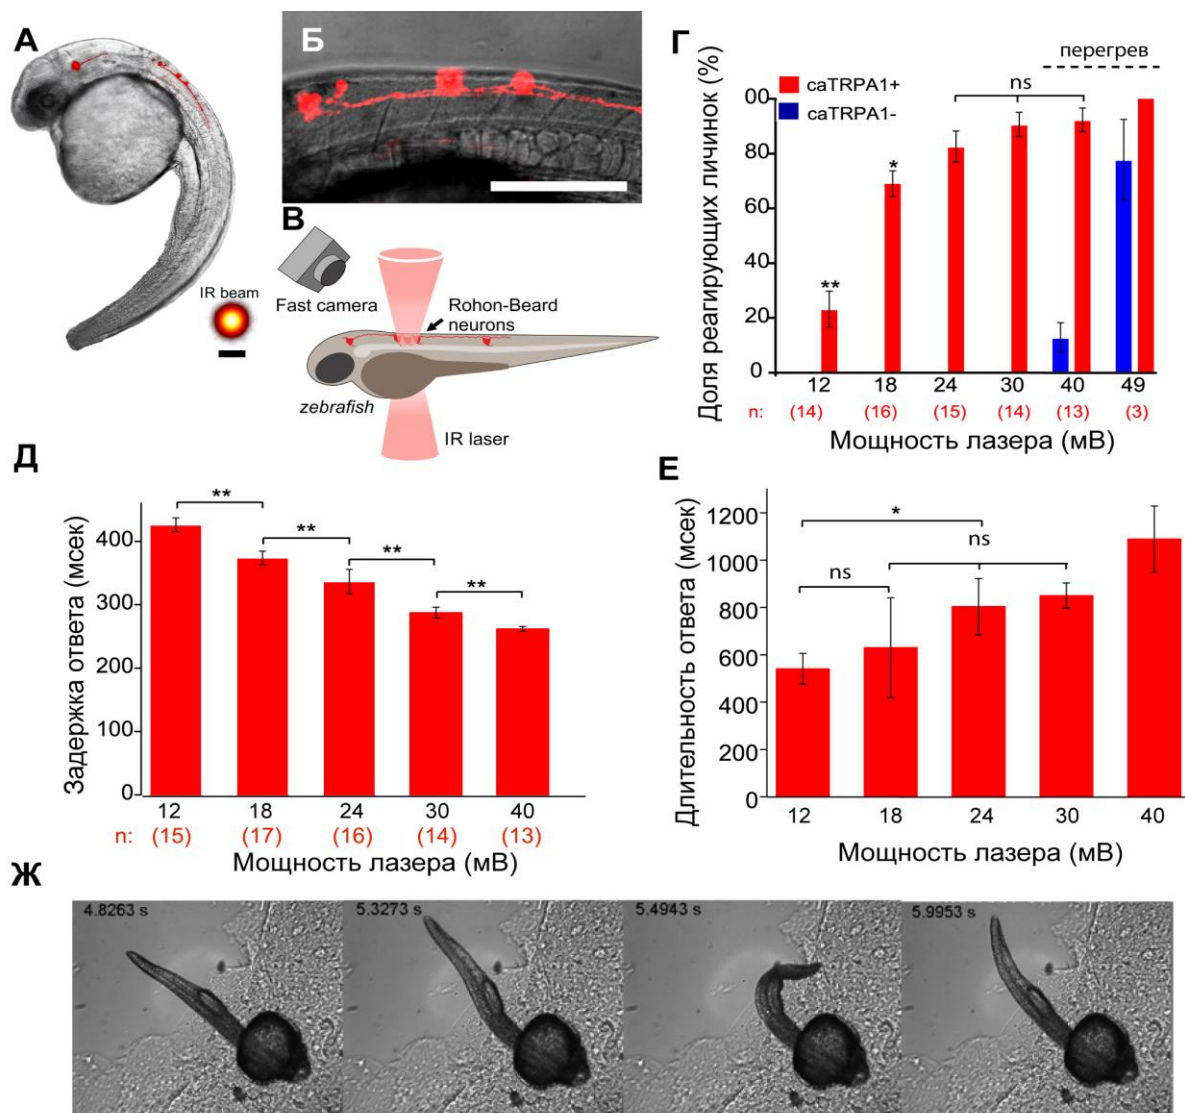 А
IR beam
Б
В
Fast camera
Rohon-Beard
neurons
zebrafish
IR laser
Г
перегрев
caTRPA1+
caTRPA1-
ns
**
*
Доля реагирующих личинок (%)
00
80
60
40
20
0
12 18 24 30 40 49
n: (14) (16) (15) (14) (13) (3)
Мощность лазера (мВ)
Д
**
**
**
**
Задержка ответа (мсек)
400
300
200
100
0
12 18 24 30 40
n: (15) (17) (16) (14) (13)
Мощность лазера (мВ)
Е
*
ns
ns
Длительность ответа (мсек)
1200
1000
800
600
400
200
0
12 18 24 30 40
Мощность лазера (мВ)
Ж
4.8263 s
5.3273 s
5.4943 s
5.9953 s